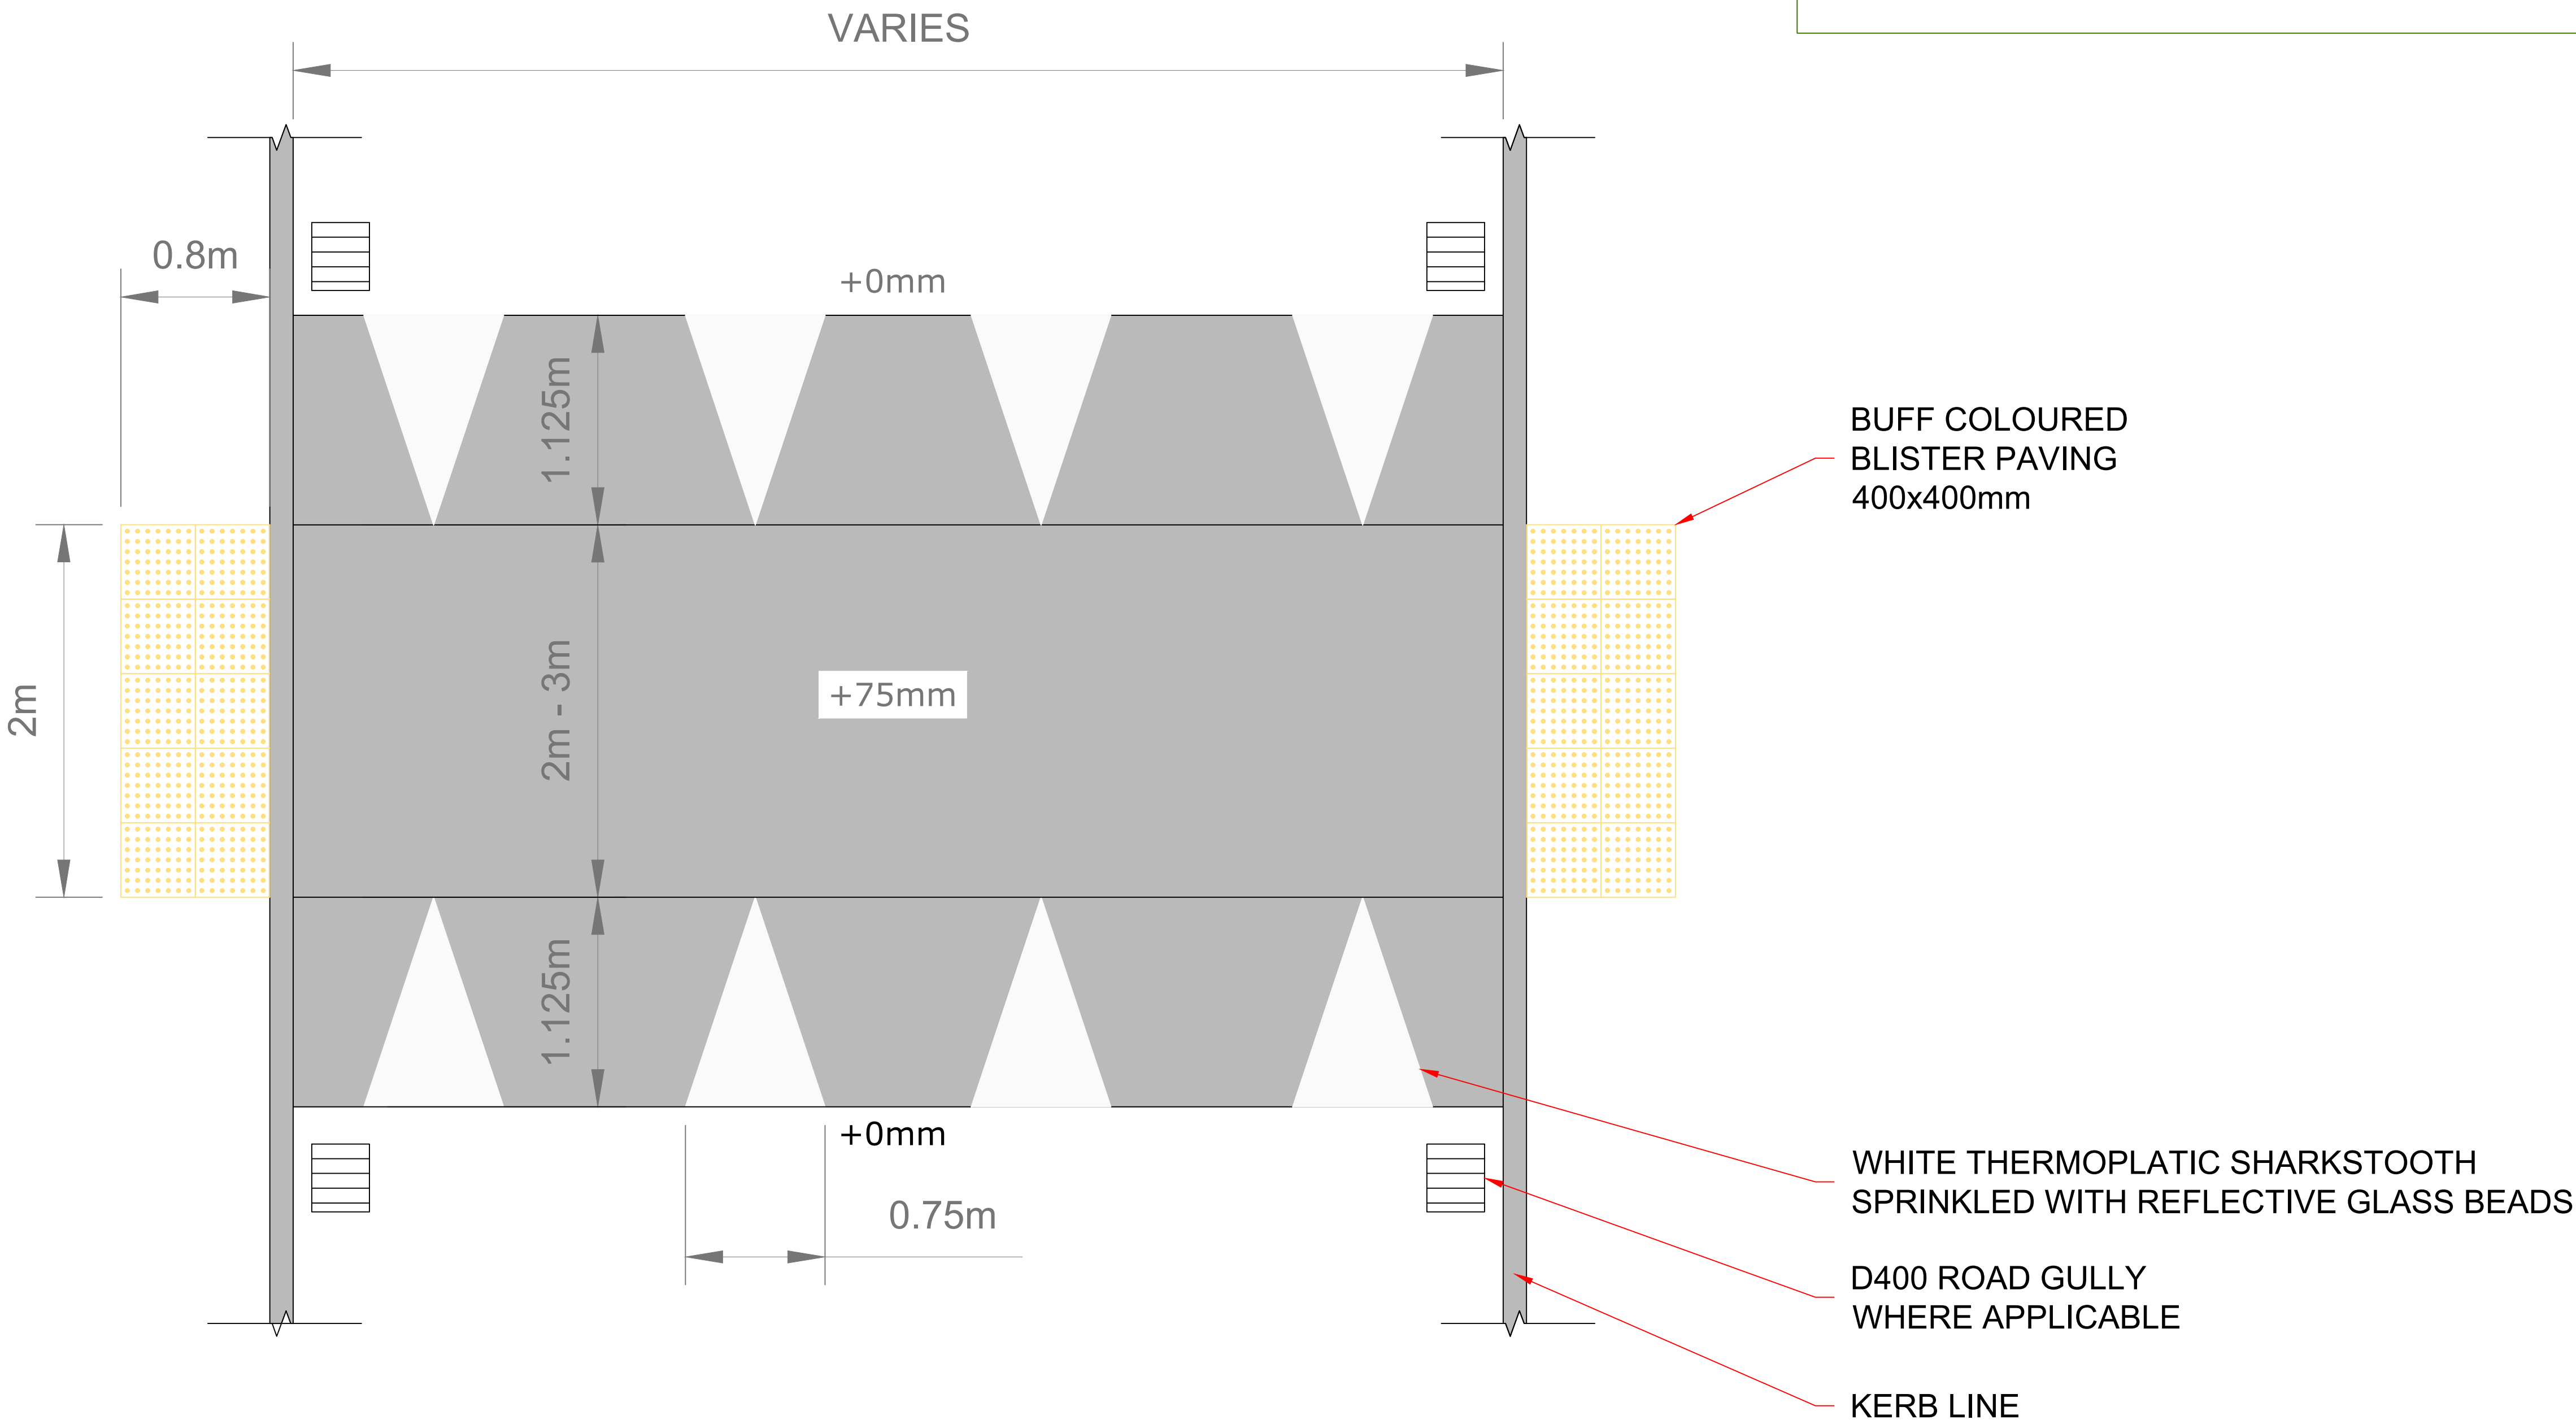 VARIES
0.8m
+0mm
1.125m
BUFF COLOURED
BLISTER PAVING
400x400mm
2m
2m - 3m
+75mm
1.125m
+0mm
0.75m
WHITE THERMOPLATIC SHARKSTOOTH
SPRINKLED WITH REFLECTIVE GLASS BEADS
D400 ROAD GULLY
WHERE APPLICABLE
KERB LINE